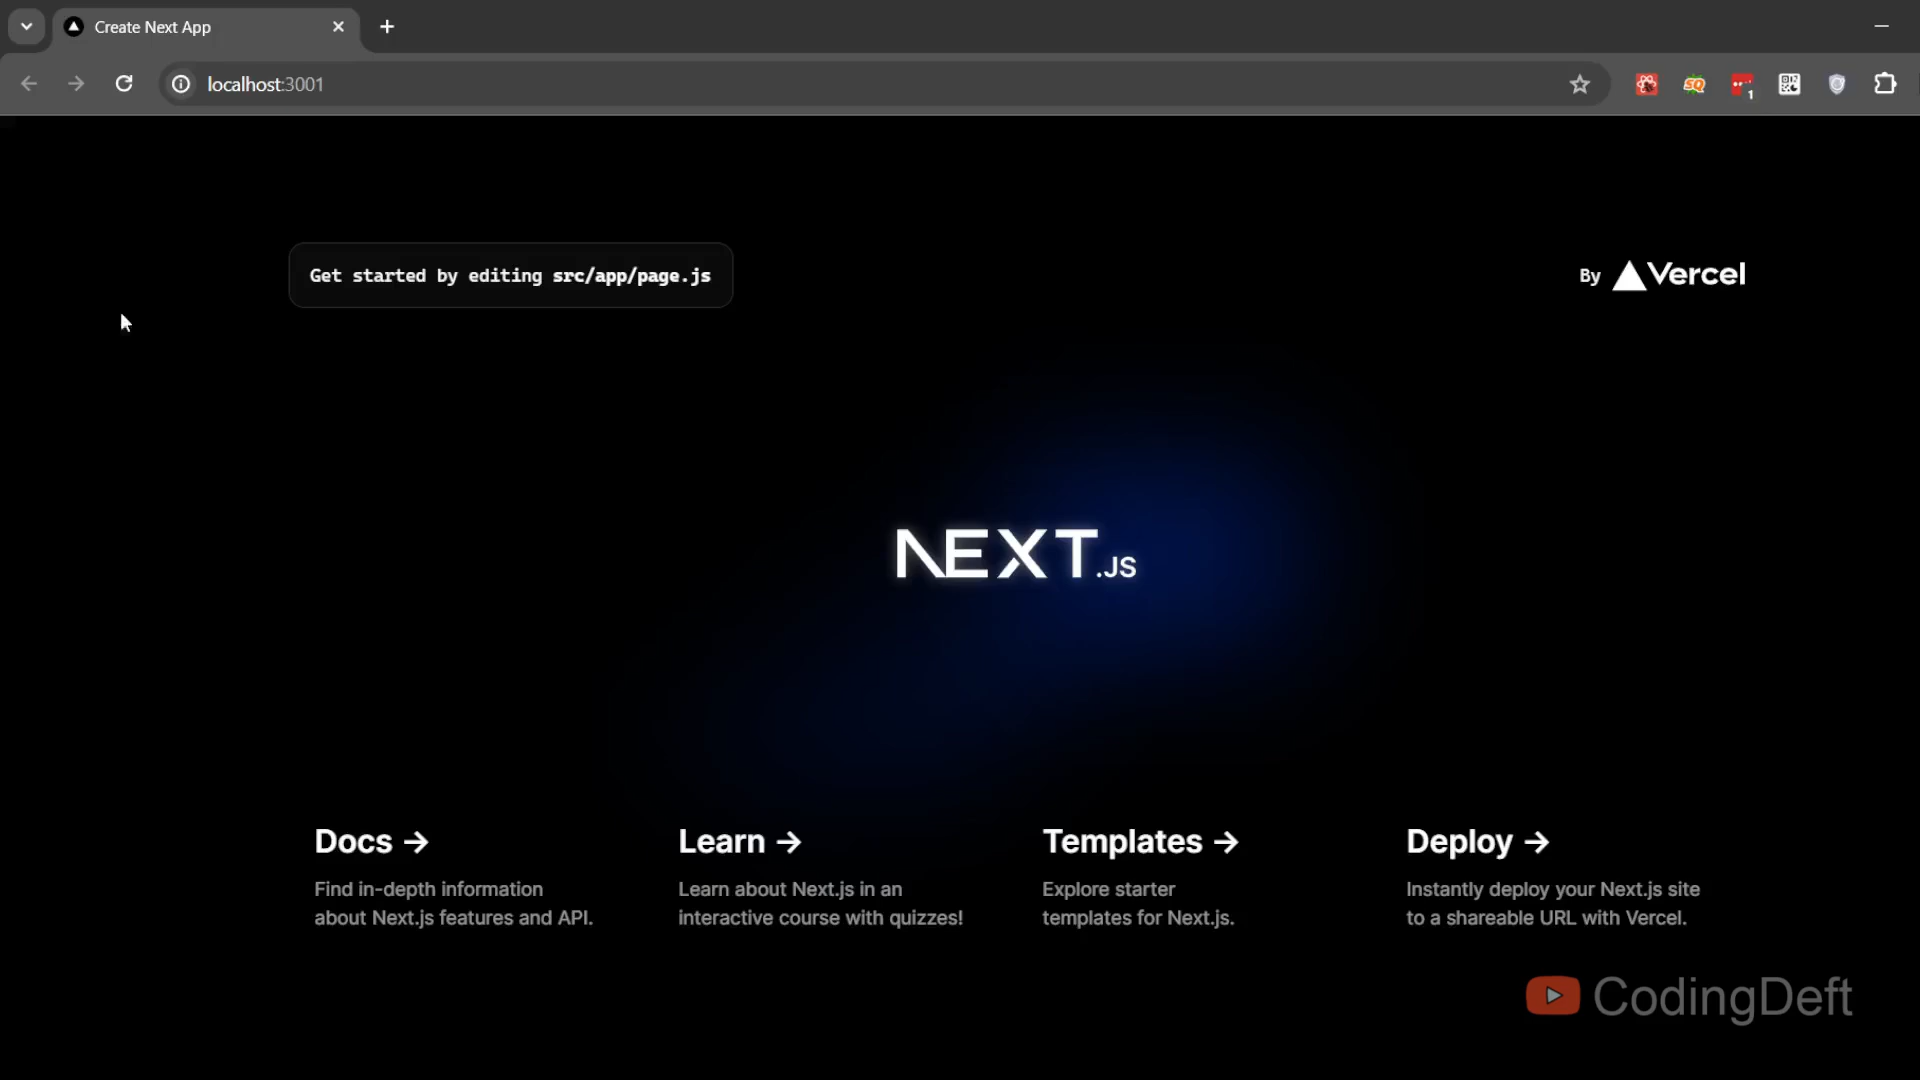 Create Next App
localhost:3001
SQ
1
Get started by editing src/app/page.js
By Vercel
NEXT.JS
Docs →
Find in-depth information
about Next.js features and API.
Learn →
Learn about Next.js in an
interactive course with quizzes!
Templates →
Explore starter
templates for Next.js.
Deploy →
Instantly deploy your Next.js site
to a shareable URL with Vercel.
CodingDeft